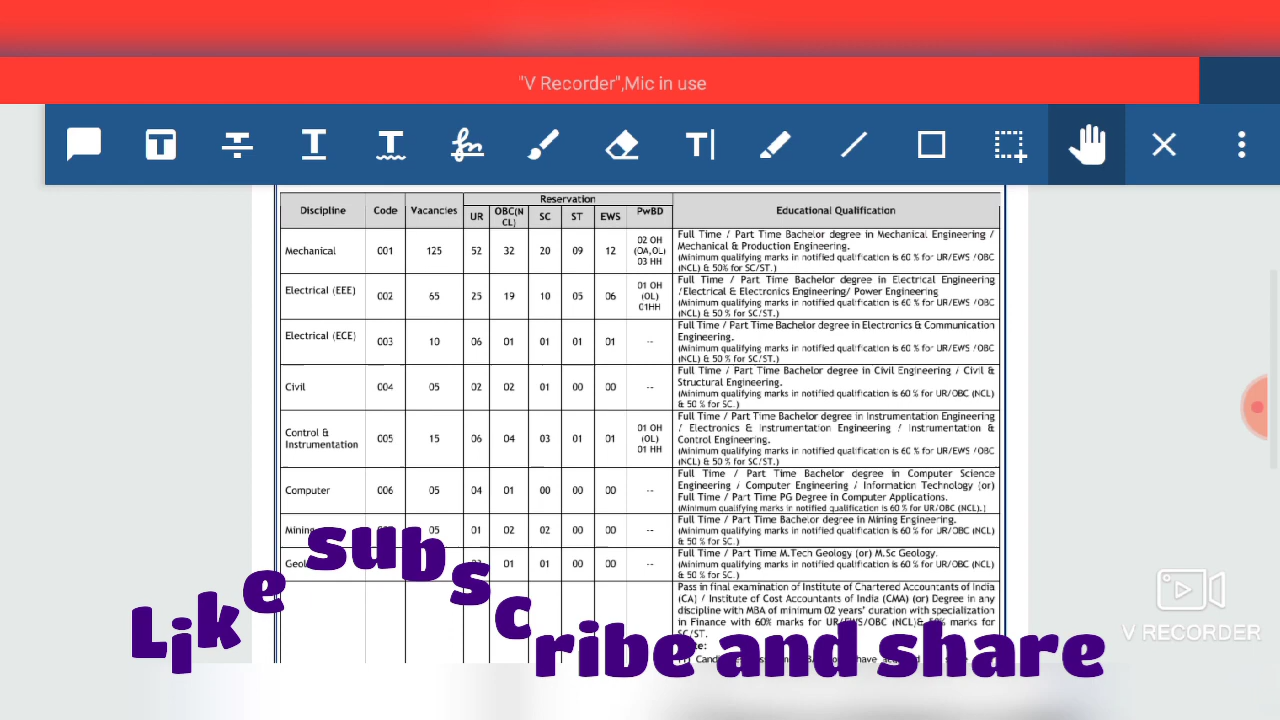 "V Recorder",Mic in use
Discipline Code Vacancies Reservation Educational Qualification
UR OBC(N CL) SC ST EWS PwBD
Mechanical 001 125 52 32 20 09 12 02 OH (OA,OL) 03 HH
Full Time / Part Time Bachelor degree in Mechanical Engineering /
Mechanical & Production Engineering.
(Minimum qualifying marks in notified qualification is 60 % for UR/EWS /OBC
(NCL) & 50% for SC/ST.)
Electrical (EEE) 002 65 25 19 10 05 06 01 OH (OL) 01HH
Full Time / Part Time Bachelor degree in Electrical Engineering
/Electrical & Electronics Engineering/ Power Engineering
(Minimum qualifying marks in notified qualification is 60 % for UR/EWS /OBC
(NCL) & 50 % for SC/ST.)
Electrical (ECE) 003 10 06 01 01 01 01 --
Full Time / Part Time Bachelor degree in Electronics & Communication
Engineering.
(Minimum qualifying marks in notified qualification is 60 % for UR/EWS /OBC
(NCL) & 50 % for SC/ST.)
Civil 004 05 02 02 01 00 00 --
Full Time / Part Time Bachelor degree in Civil Engineering / Civil &
Structural Engineering.
(Minimum qualifying marks in notified qualification is 60 % for UR/OBC (NCL)
& 50 % for SC.)
Control & Instrumentation 005 15 06 04 03 01 01 01 OH (OL) 01 HH
Full Time / Part Time Bachelor degree in Instrumentation Engineering
/ Electronics & Instrumentation Engineering / Instrumentation &
Control Engineering.
(Minimum qualifying marks in notified qualification is 60 % for UR/EWS /OBC
(NCL) & 50 % for SC/ST.)
Computer 006 05 04 01 00 00 00 --
Full Time / Part Time Bachelor degree in Computer Science
Engineering / Computer Engineering / Information Technology (or)
Full Time / Part Time PG Degree in Computer Applications.
(Minimum qualifying marks in notified qualification is 60 % for UR/OBC (NCL).)
Mining 05 01 02 02 00 00 --
Full Time / Part Time Bachelor degree in Mining Engineering.
(Minimum qualifying marks in notified qualification is 60 % for UR/OBC (NCL)
& 50 % for SC.)
01 01 00 00 --
Full Time / Part Time M.Tech Geology (or) M.Sc Geology.
(Minimum qualifying marks in notified qualification is 60 % for UR/OBC (NCL)
& 50 % for SC.)
Pass in final examination of Institute of Chartered Accountants of India
(CA) / Institute of Cost Accountants of India (CMA) (or) Degree in any
discipline with MBA of minimum 02 years' duration with specialization
in Finance with 60% marks for UR/EWS/OBC (NCL)& 50% marks for
SC/ST.
Like subscribe and share
V RECORDER